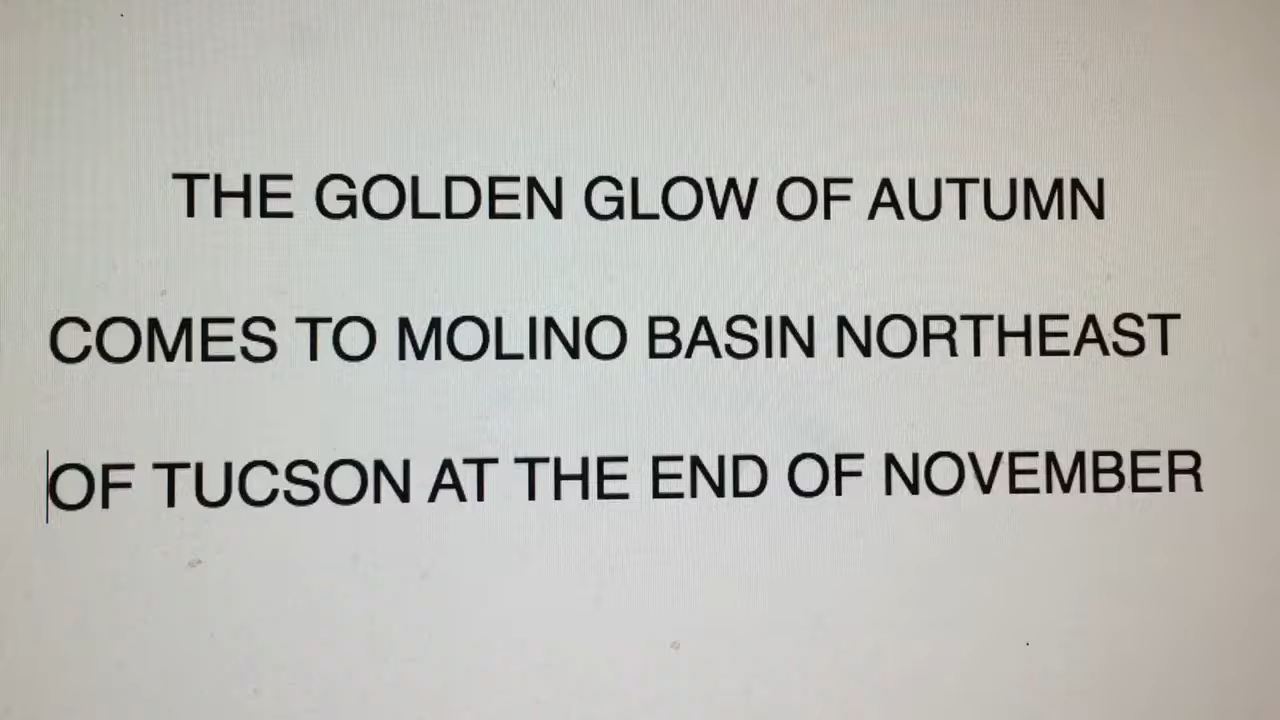 THE GOLDEN GLOW OF AUTUMN
COMES TO MOLINO BASIN NORTHEAST
OF TUCSON AT THE END OF NOVEMBER